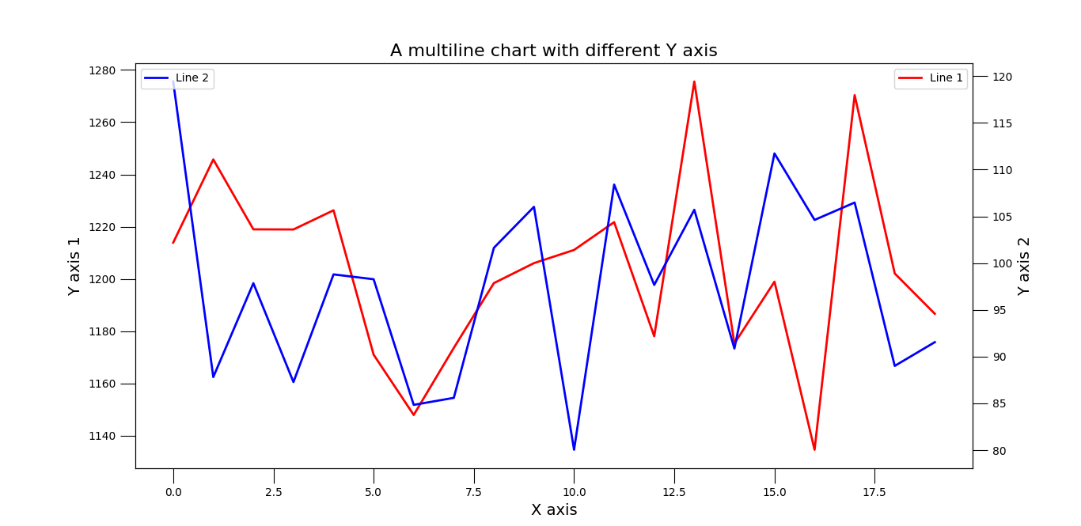 A multiline chart with different Y axis
Line 2
Line 1
1280
1260
1240
1220
1200
1180
1160
1140
Y axis 1
120
115
110
105
100
95
90
85
80
Y axis 2
0.0 2.5 5.0 7.5 10.0 12.5 15.0 17.5
X axis